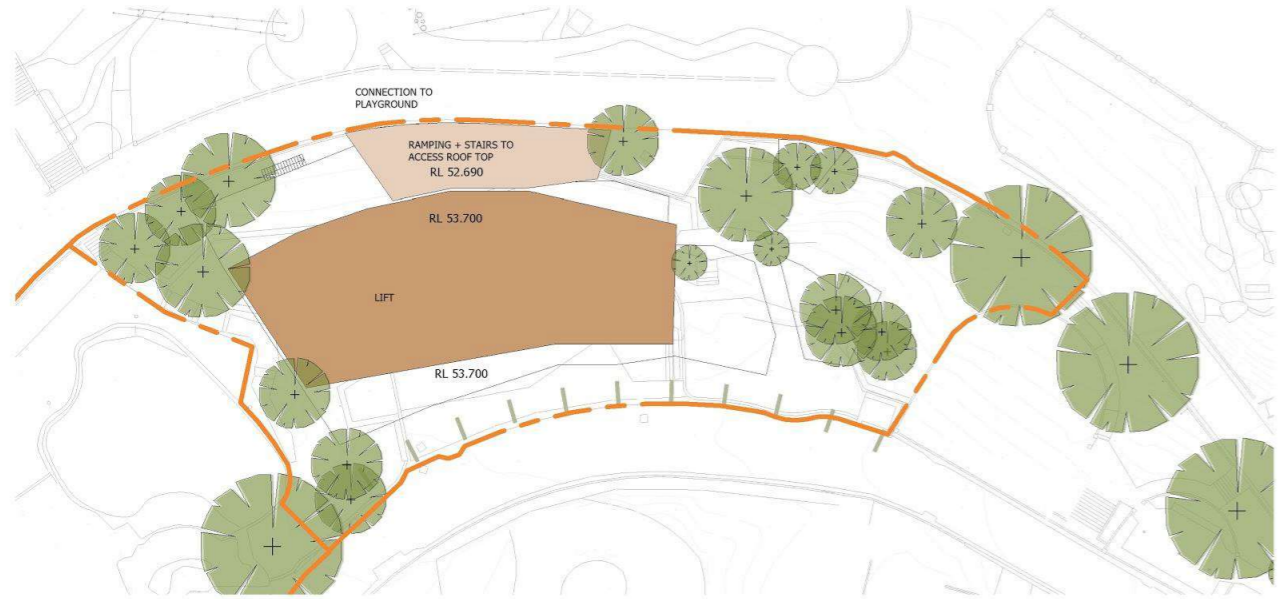 CONNECTION TO
PLAYGROUND
RAMPING + STAIRS TO
ACCESS ROOF TOP
RL 52.690
RL 53.700
LIFT
RL 53.700